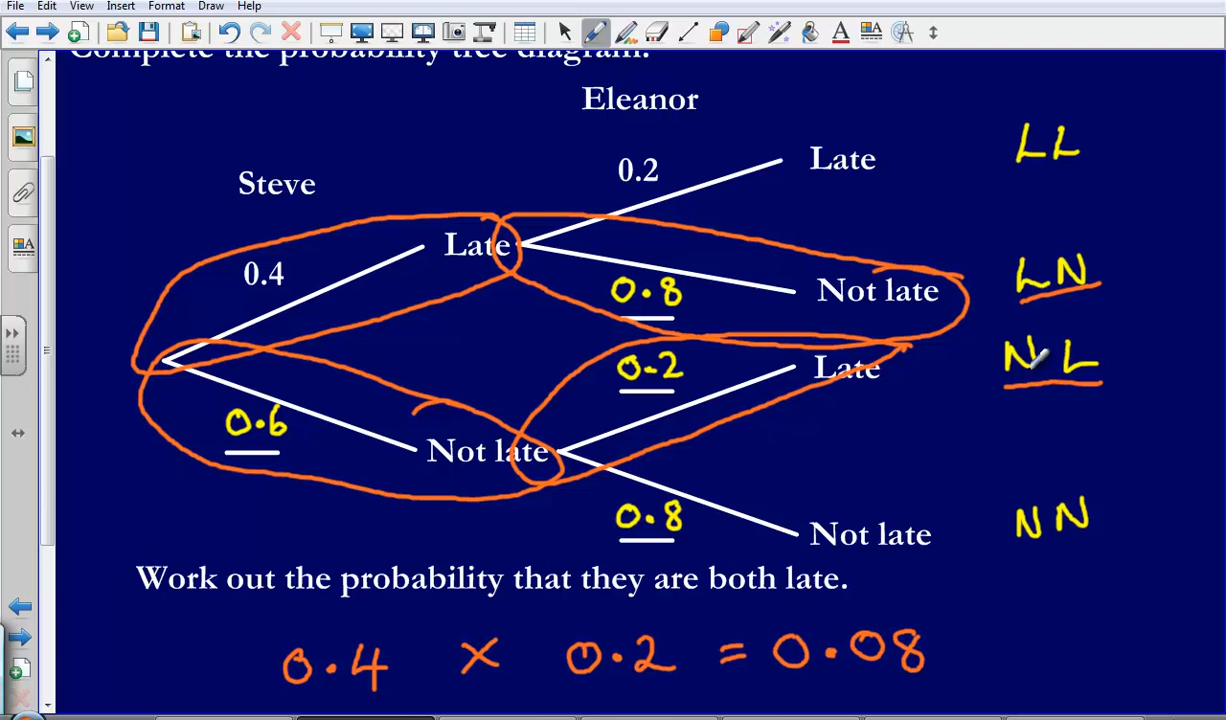 File Edit View Insert Format Draw Help
Complete the probability tree diagram.
Eleanor
LL
0.2
Late
Steve
Late
LN
0.4
0.8
Not late
0.2
Late
NL
0.6
Not late
0.8
Not late
NN
Work out the probability that they are both late.
0.4 × 0.2 = 0.08